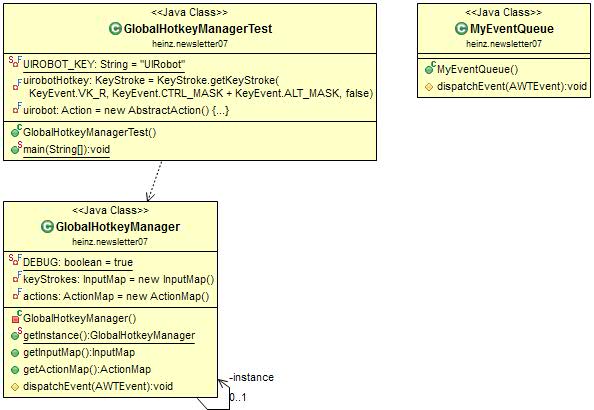 <<Java Class>>
GlobalHotkeyManagerTest
heinz.newsletter07
UIROBOT_KEY: String = "UIRobot"
uirobotHotkey: KeyStroke = KeyStroke.getKeyStroke(
KeyEvent.VK_R, KeyEvent.CTRL_MASK + KeyEvent.ALT_MASK, false)
uirobot: Action = new AbstractAction() {...}
GlobalHotkeyManagerTest()
main(String[]):void
<<Java Class>>
MyEventQueue
heinz.newsletter07
MyEventQueue()
dispatchEvent(AWTEvent):void
<<Java Class>>
GlobalHotkeyManager
heinz.newsletter07
DEBUG: boolean = true
keyStrokes: InputMap = new InputMap()
actions: ActionMap = new ActionMap()
GlobalHotkeyManager()
getInstance():GlobalHotkeyManager
getInputMap():InputMap
getActionMap():ActionMap
dispatchEvent(AWTEvent):void
-instance
0..1